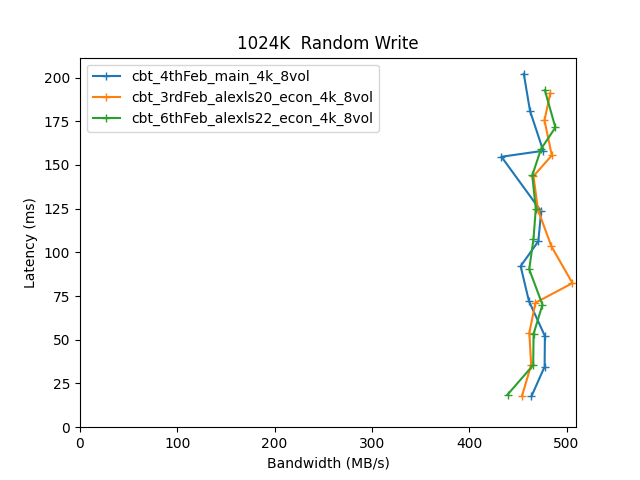 1024K  Random Write
cbt_4thFeb_main_4k_8vol
cbt_3rdFeb_alexls20_econ_4k_8vol
cbt_6thFeb_alexls22_econ_4k_8vol
Latency (ms)
200
175
150
125
100
75
50
25
0
0 100 200 300 400 500
Bandwidth (MB/s)